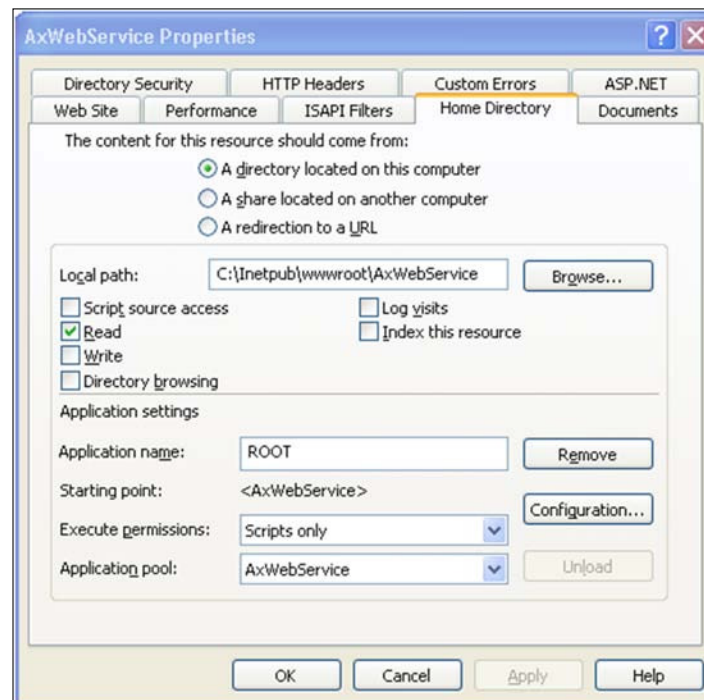 AxWebService Properties
Directory Security HTTP Headers Custom Errors ASP.NET
Web Site Performance ISAPI Filters Home Directory Documents
The content for this resource should come from:
A directory located on this computer
A share located on another computer
A redirection to a URL
Local path: C:\Inetpub\wwwroot\AxWebService Browse...
Script source access Log visits
Read Index this resource
Write
Directory browsing
Application settings
Application name: ROOT Remove
Starting point: <AxWebService> Configuration...
Execute permissions: Scripts only
Application pool: AxWebService Unload
OK Cancel Apply Help